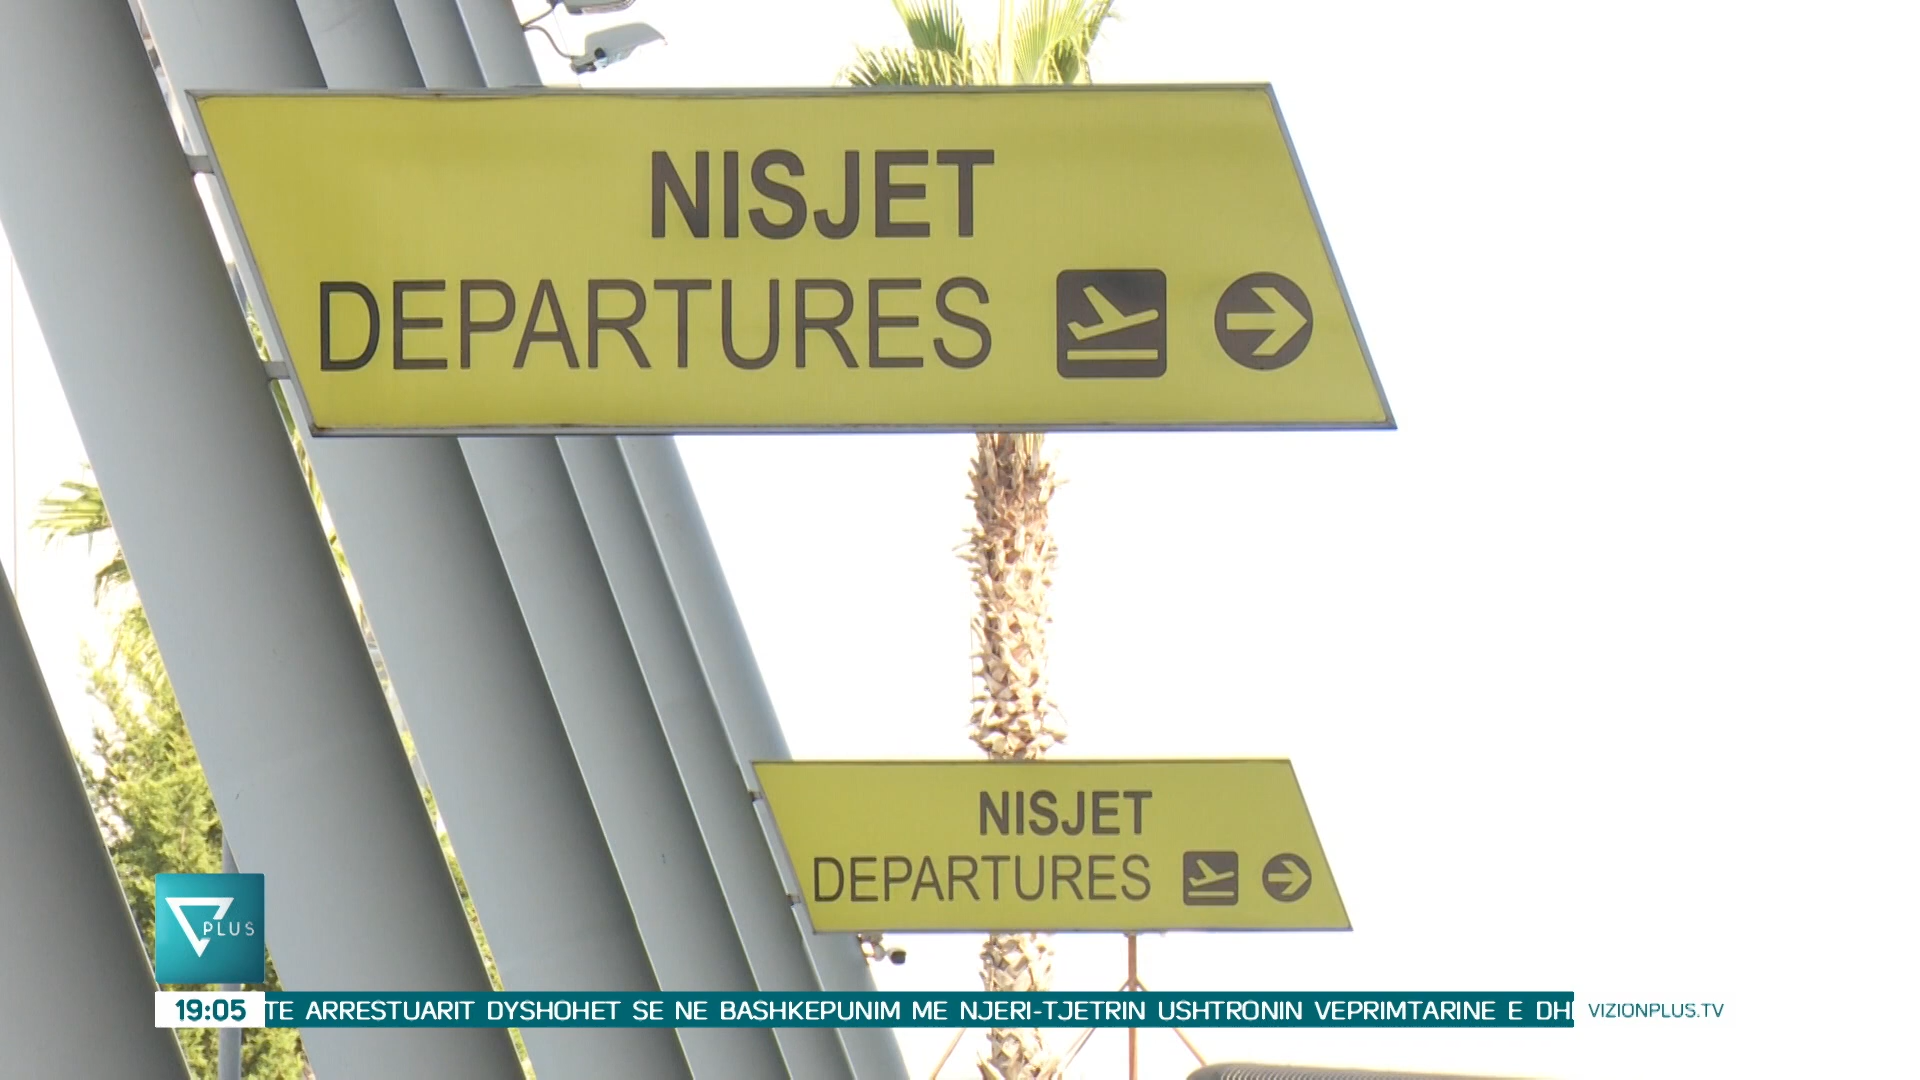 NISJET
DEPARTURES
NISJET
DEPARTURES
PLUS
19:05 TE ARRESTUARIT DYSHOHET SE NE BASHKEPUNIM ME NJERI-TJETRIN USHTRONIN VEPRIMTARINE E VIZIONPLUS.TV